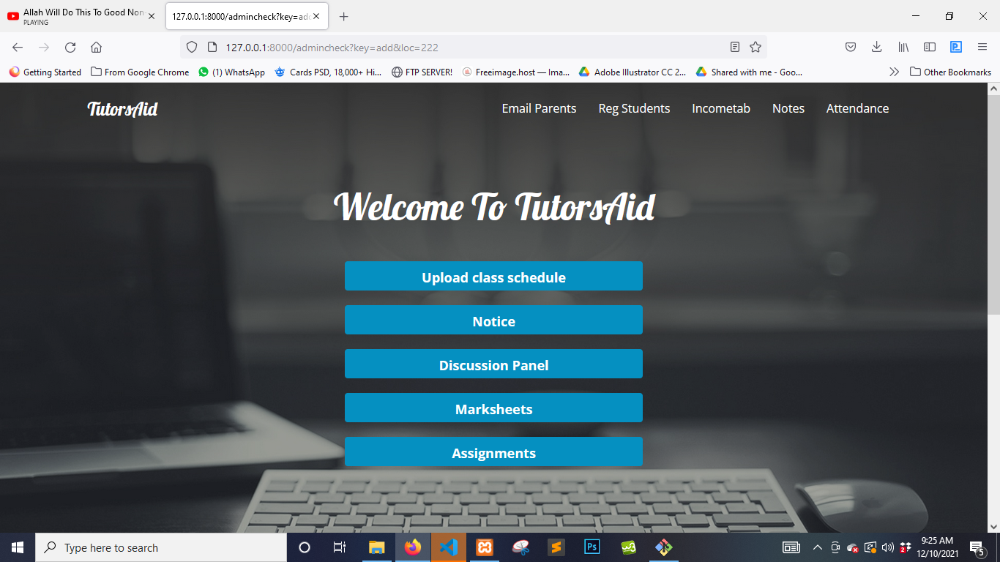 Allah Will Do This To Good Non-
PLAYING
127.0.0.1:8000/admincheck?key=add
127.0.0.1:8000/admincheck?key=add&loc=222
Getting Started
From Google Chrome
(1) WhatsApp
Cards PSD, 18,000+ Hi...
FTP SERVER!
Freeimage.host — Ima...
Adobe Illustrator CC 2...
Shared with me - Goo...
Other Bookmarks
TutorsAid
Email Parents
Reg Students
Incometab
Notes
Attendance
Welcome To TutorsAid
Upload class schedule
Notice
Discussion Panel
Marksheets
Assignments
Type here to search
Ps
2
9:25 AM
12/10/2021
5